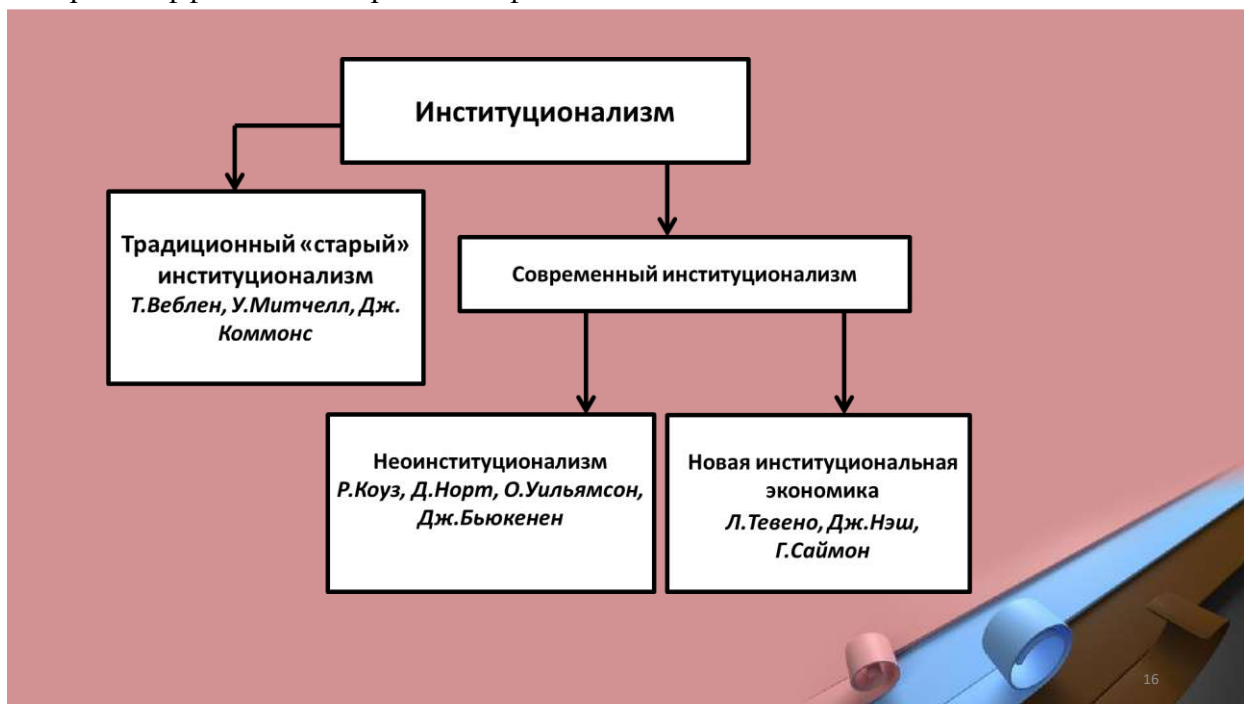 Институционализм
Традиционный «старый»
институционализм
Т.Веблен, У.Митчелл, Дж.
Коммонс
Современный институционализм
Неоинституционализм
Р.Коуз, Д.Норт, О.Уильямсон,
Дж.Бьюкенен
Новая институциональная
экономика
Л.Тевено, Дж.Нэш,
Г.Саймон
16